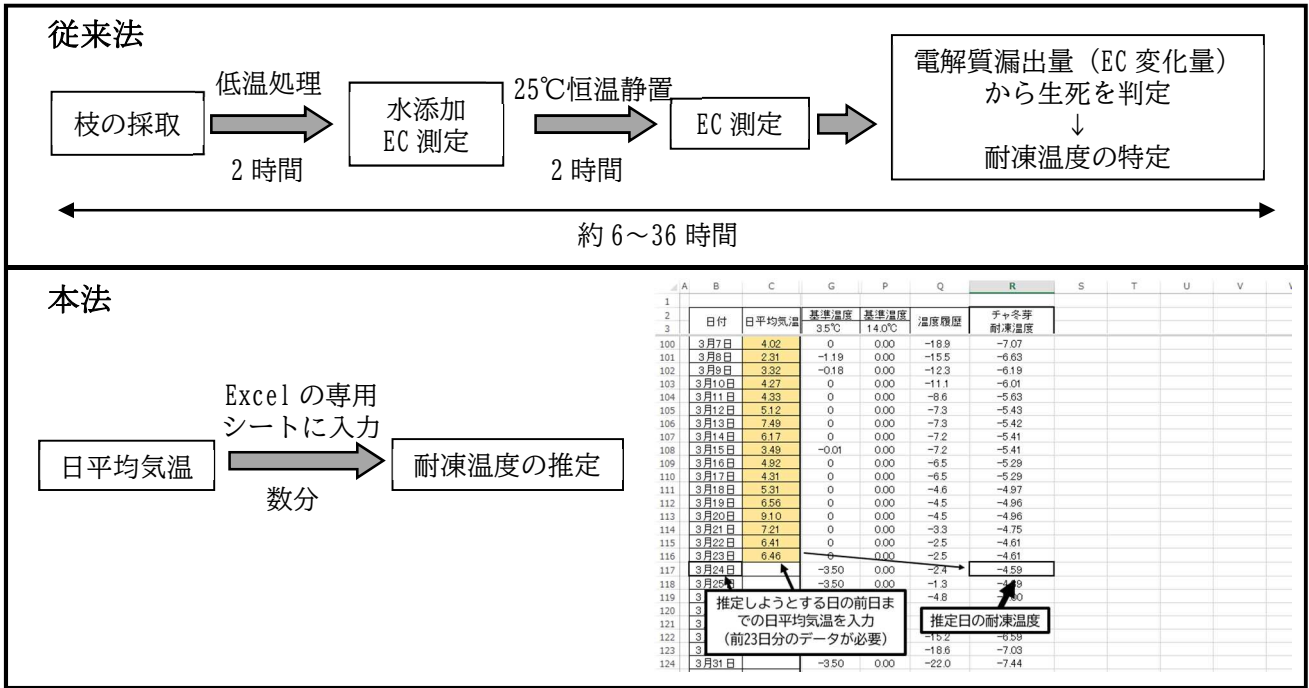 従来法
枝の採取
低温処理
2 時間
水添加
EC 測定
25℃恒温静置
2 時間
EC 測定
電解質漏出量（EC 変化量）
から生死を判定
↓
耐凍温度の特定
約 6～36 時間
本法
日平均気温
Excel の専用
シートに入力
数分
耐凍温度の推定
A B C G P Q R S T U V
1
2 日付 日平均気温 基準温度 基準温度 温度履歴 チャ冬芽
3 3.5℃ 14.0℃ 耐凍温度
100 3月7日 4.02 0 0.00 -18.9 -7.07
101 3月8日 2.31 -1.19 0.00 -15.5 -6.63
102 3月9日 3.32 -0.18 0.00 -12.3 -6.19
103 3月10日 4.27 0 0.00 -11.1 -6.01
104 3月11日 4.33 0 0.00 -8.6 -5.63
105 3月12日 5.12 0 0.00 -7.3 -5.43
106 3月13日 7.49 0 0.00 -7.3 -5.42
107 3月14日 6.17 0 0.00 -7.2 -5.41
108 3月15日 3.49 -0.01 0.00 -7.2 -5.41
109 3月16日 4.92 0 0.00 -6.5 -5.29
110 3月17日 4.31 0 0.00 -6.5 -5.29
111 3月18日 5.31 0 0.00 -4.6 -4.97
112 3月19日 6.56 0 0.00 -4.5 -4.96
113 3月20日 9.10 0 0.00 -4.5 -4.96
114 3月21日 7.21 0 0.00 -3.3 -4.75
115 3月22日 6.41 0 0.00 -2.5 -4.61
116 3月23日 6.46 0 0.00 -2.5 -4.61
117 3月24日 -3.50 0.00 -2.4 -4.59
118 3月25日 -3.50 0.00 -1.3
119 3 -4.8
120 3
121 3
122 3 -15.2 -6.59
123 3 -18.6 -7.03
124 3月31日 -3.50 0.00 -22.0 -7.44
推定しようとする日の前日ま
での日平均気温を入力
（前23日分のデータが必要）
推定日の耐凍温度